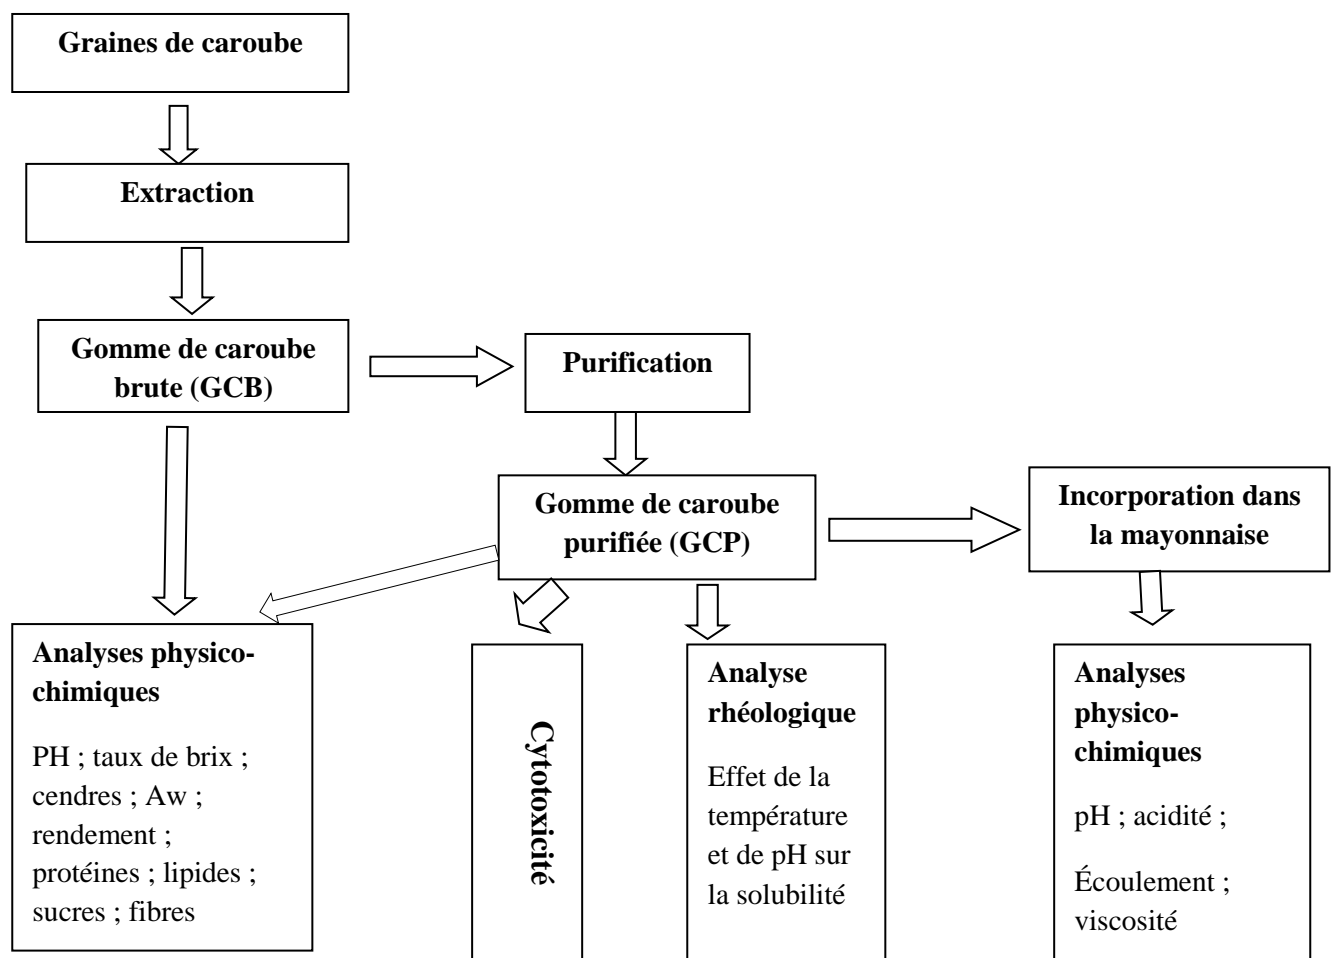 Graines de caroube
Extraction
Gomme de caroube
brute (GCB)
Purification
Gomme de caroube
purifiée (GCP)
Incorporation dans
la mayonnaise
Analyses physico-
chimiques
PH ; taux de brix ;
cendres ; Aw ;
rendement ;
protéines ; lipides ;
sucres ; fibres
Cytotoxicité
Analyse
rhéologique
Effet de la
température
et de pH sur
la solubilité
Analyses
physico-
chimiques
pH ; acidité ;
Écoulement ;
viscosité